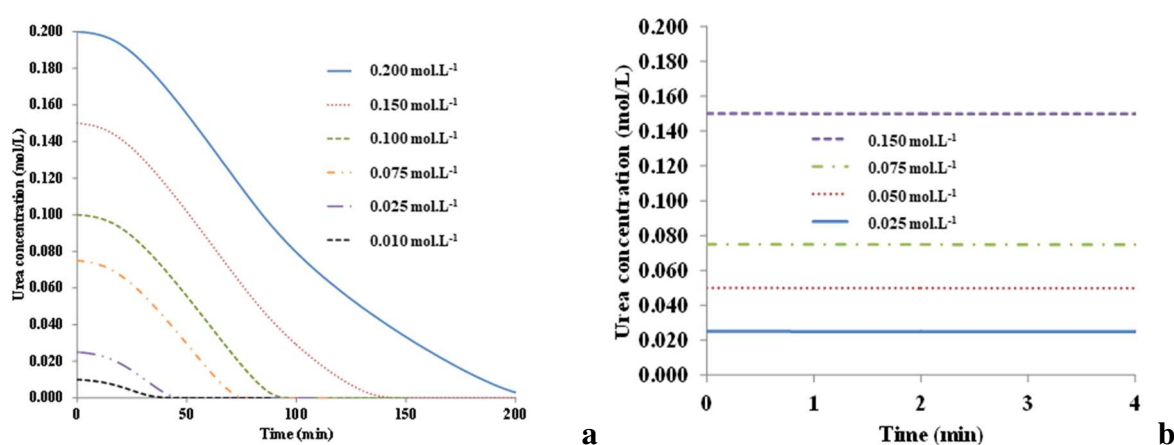 0.200
0.180
0.160
0.140
0.120
0.100
0.080
0.060
0.040
0.020
0.000
Urea concentration (mol/L)
0.200 mol.L⁻¹
0.150 mol.L⁻¹
0.100 mol.L⁻¹
0.075 mol.L⁻¹
0.025 mol.L⁻¹
0.010 mol.L⁻¹
0 50 100 150 200
Time (min)
a
0.200
0.180
0.160
0.140
0.120
0.100
0.080
0.060
0.040
0.020
0.000
Urea concentration (mol/L)
0.150 mol.L⁻¹
0.075 mol.L⁻¹
0.050 mol.L⁻¹
0.025 mol.L⁻¹
0 1 2 3 4
Time (min)
b